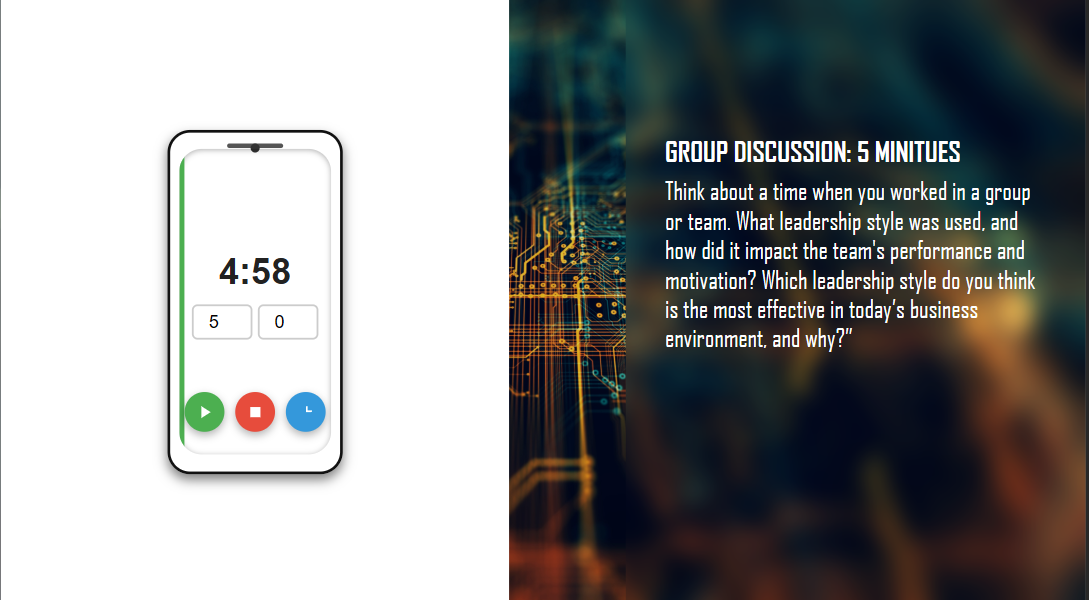 4:58
5 0
GROUP DISCUSSION: 5 MINITUES
Think about a time when you worked in a group
or team. What leadership style was used, and
how did it impact the team's performance and
motivation? Which leadership style do you think
is the most effective in today's business
environment, and why?"